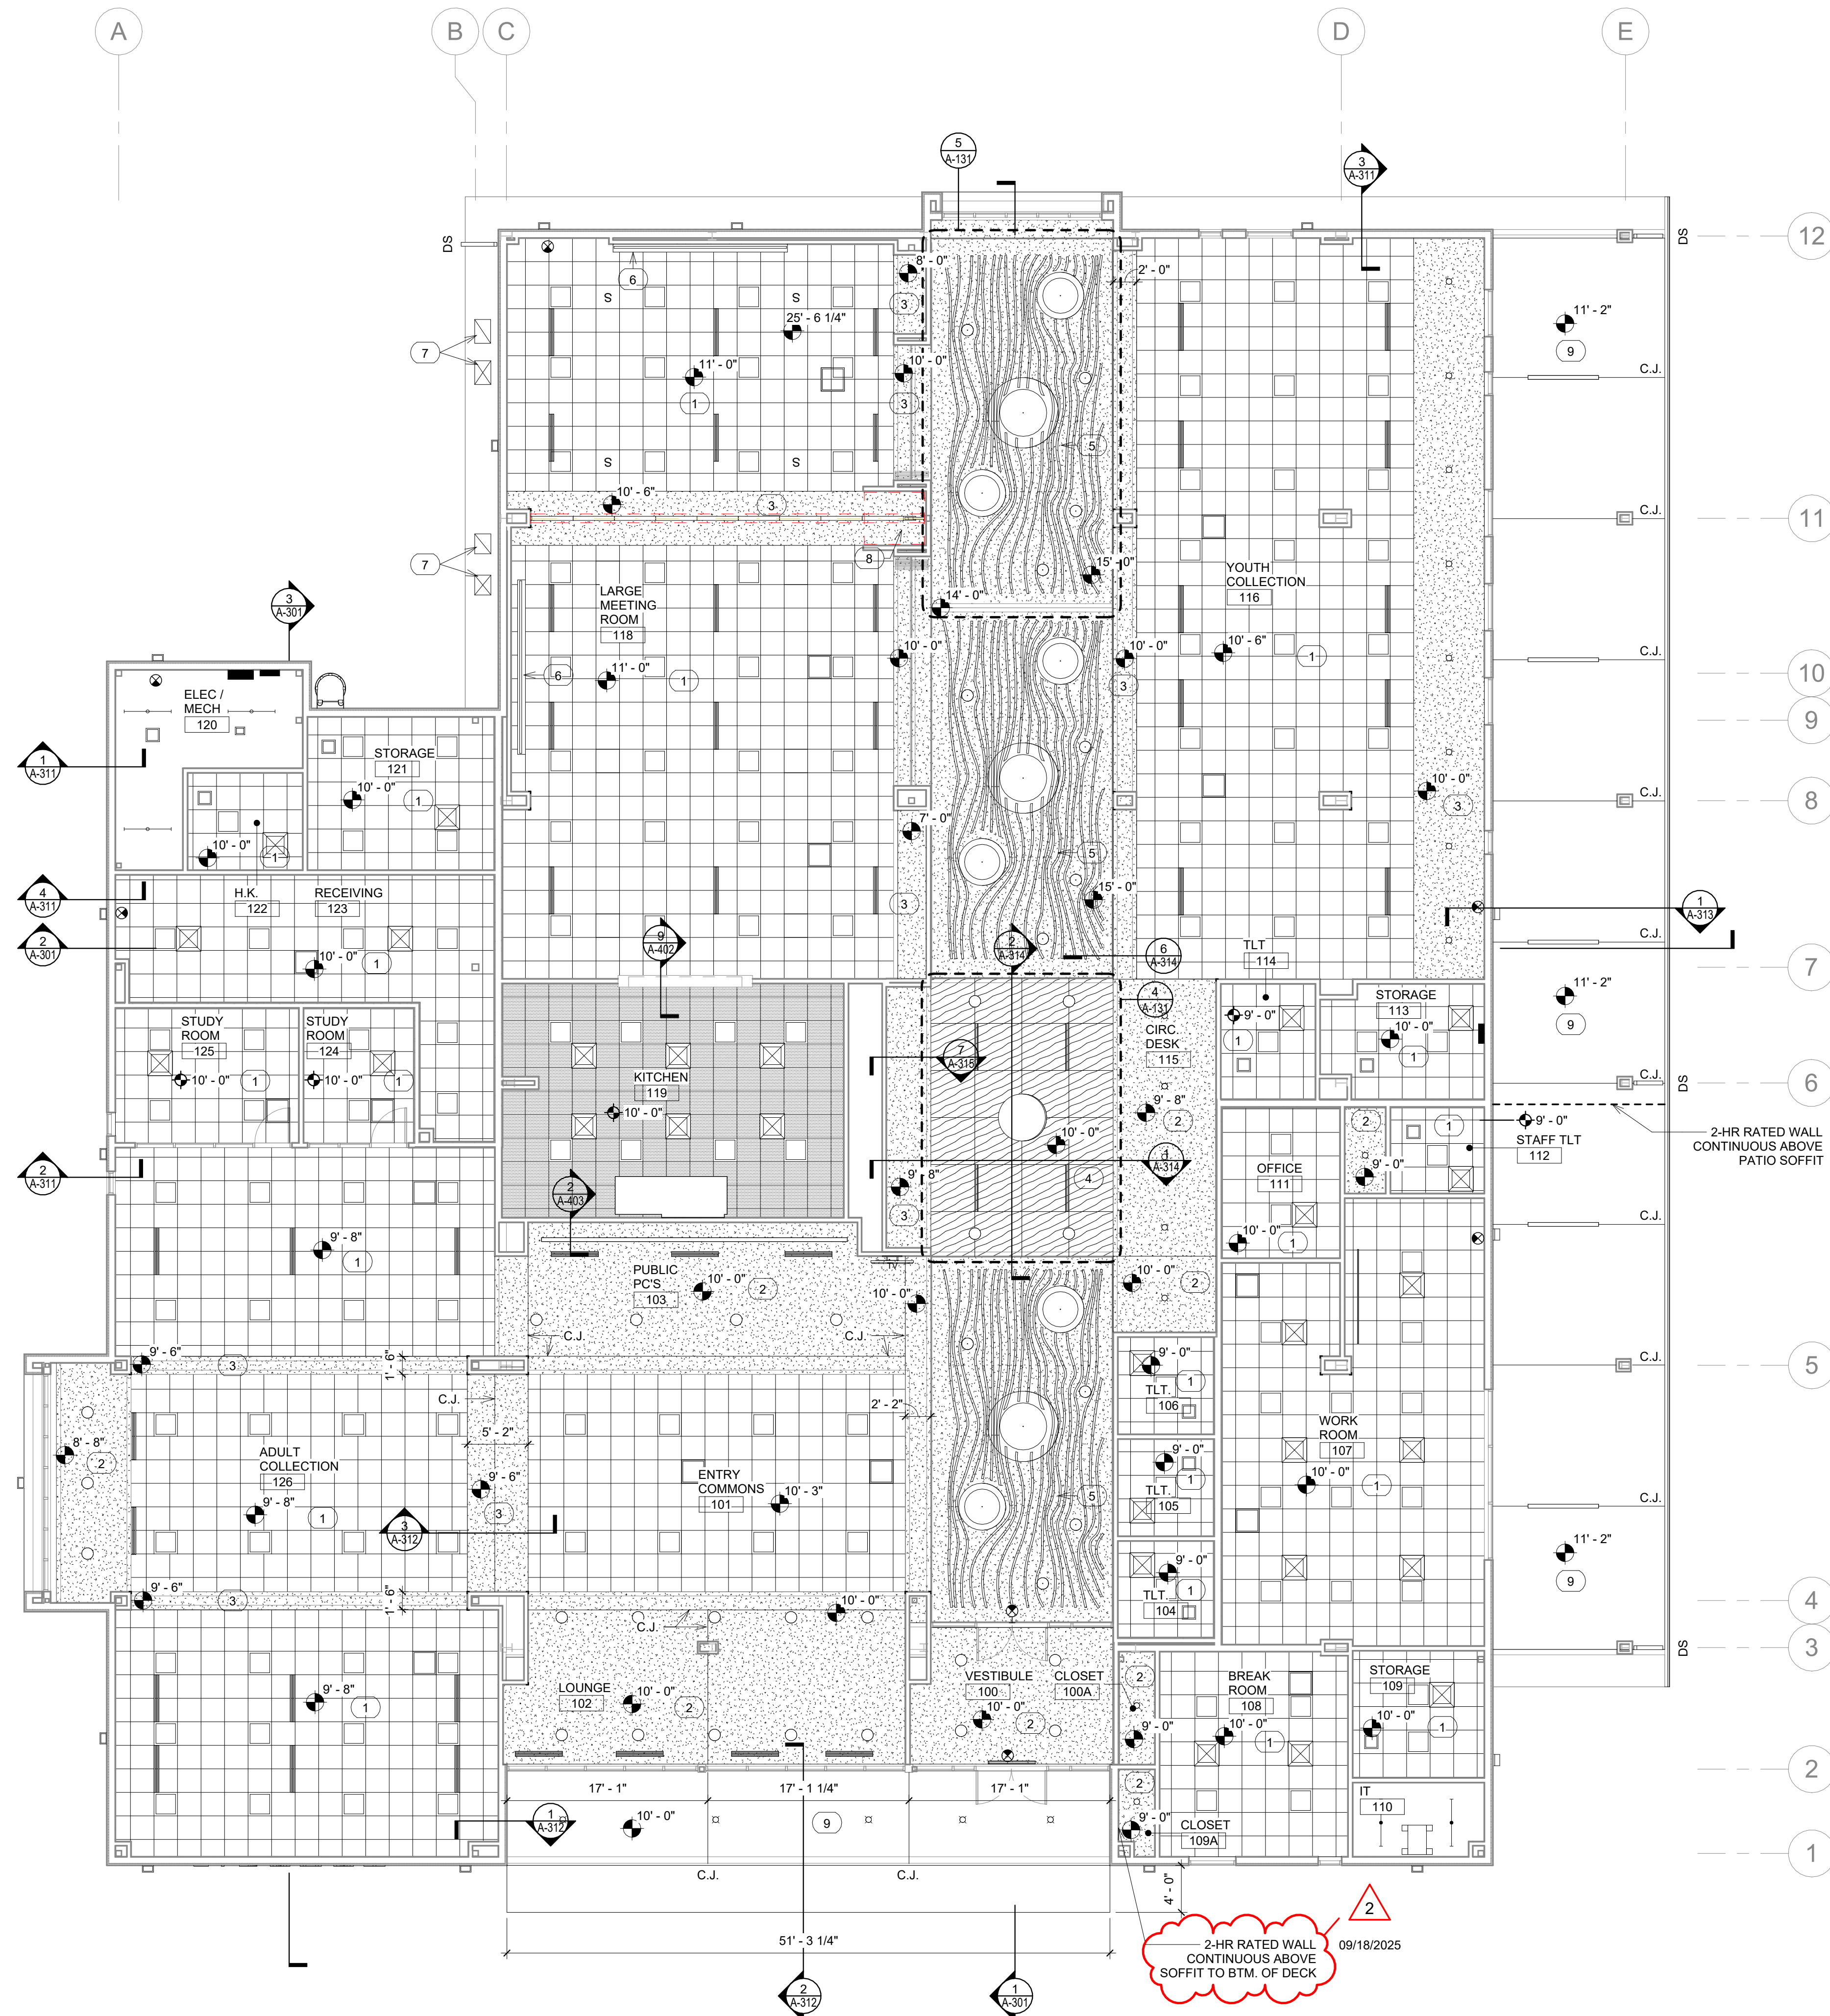 A
B
C
D
E
5
A-131
3
A-311
12
DS
DS
8' - 0"
2' - 0"
6
3
S
S
11' - 2"
25' - 6 1/4"
9
7
11' - 0"
10' - 0"
C.J.
1
3
5
S
S
10' - 6"
3
11
C.J.
8
7
15' - 0"
YOUTH
COLLECTION
116
3
A-301
LARGE
MEETING
ROOM
118
14' - 0"
10' - 0"
10' - 0"
10' - 6"
1
C.J.
10
6
11' - 0"
1
3
ELEC /
MECH
120
9
STORAGE
121
1
A-311
10' - 0"
1
10' - 0"
3
C.J.
8
7' - 0"
10' - 0"
1
5
15' - 0"
4
A-311
H.K.
122
RECEIVING
123
3
1
A-313
2
A-301
9
A-402
2
A-314
6
A-314
TLT
114
C.J.
10' - 0"
1
7
4
A-131
STORAGE
113
11' - 2"
9' - 0"
10' - 0"
9
STUDY
ROOM
125
STUDY
ROOM
124
CIRC.
DESK
115
1
1
7
A-315
10' - 0"
1
10' - 0"
1
KITCHEN
119
C.J.
DS
6
10' - 0"
9' - 8"
2
2
1
9' - 0"
2-HR RATED WALL
CONTINUOUS ABOVE
PATIO SOFFIT
STAFF TLT
112
10' - 0"
2
A-311
1
A-314
OFFICE
111
9' - 0"
2
A-403
9' - 8"
4
3
9' - 8"
1
10' - 0"
1
C.J.
PUBLIC
PC'S
103
TV
10' - 0"
2
10' - 0"
10' - 0"
2
C.J.
C.J.
9' - 6"
3
1' - 6"
9' - 0"
C.J.
5
1
TLT.
106
C.J.
2' - 2"
5' - 2"
WORK
ROOM
107
8' - 8"
2
ADULT
COLLECTION
126
9' - 0"
1
ENTRY
COMMONS
101
10' - 3"
9' - 6"
3
10' - 0"
1
TLT.
105
5
C.J.
9' - 8"
1
3
A-312
11' - 2"
9
9' - 0"
1
TLT.
104
9' - 6"
3
1' - 6"
10' - 0"
C.J.
4
3
DS
LOUNGE
102
10' - 0"
2
VESTIBULE
100
CLOSET
100A
2
BREAK
ROOM
108
STORAGE
109
9' - 8"
1
10' - 0"
2
9' - 0"
10' - 0"
1
10' - 0"
1
2
17' - 1"
17' - 1 1/4"
17' - 1"
2
IT
110
1
A-312
10' - 0"
9
9' - 0"
CLOSET
109A
1
C.J.
C.J.
4' - 0"
2
51' - 3 1/4"
2-HR RATED WALL
CONTINUOUS ABOVE
SOFFIT TO BTM. OF DECK
09/18/2025
2
A-312
1
A-301